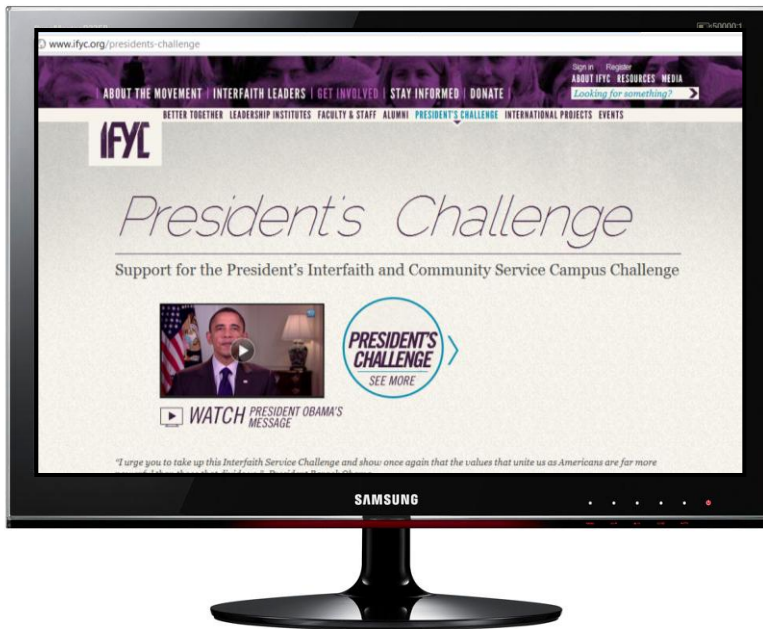 50000:1
www.ifyc.org/presidents-challenge
Sign in Register
ABOUT IFYC RESOURCES MEDIA
ABOUT THE MOVEMENT | INTERFAITH LEADERS | GET INVOLVED | STAY INFORMED | DONATE |
Looking for something?
BETTER TOGETHER LEADERSHIP INSTITUTES FACULTY & STAFF ALUMNI PRESIDENT'S CHALLENGE INTERNATIONAL PROJECTS EVENTS
IFYC
President's Challenge
Support for the President's Interfaith and Community Service Campus Challenge
PRESIDENT'S
CHALLENGE
SEE MORE
WATCH PRESIDENT OBAMA'S
MESSAGE
"I urge you to take up this Interfaith Service Challenge and show once again that the values that unite us as Americans are far more
SAMSUNG